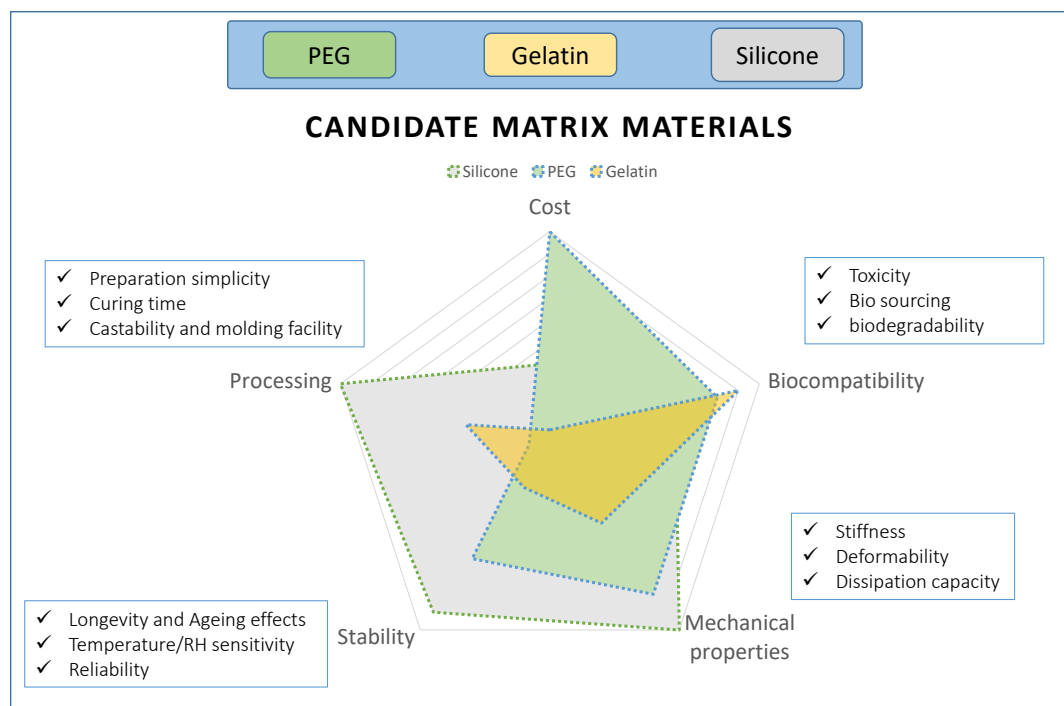 PEG
Gelatin
Silicone
CANDIDATE MATRIX MATERIALS
Silicone PEG Gelatin
Cost
✓ Preparation simplicity
✓ Curing time
✓ Castability and molding facility
✓ Toxicity
✓ Bio sourcing
✓ biodegradability
Processing
Biocompatibility
✓ Stiffness
✓ Deformability
✓ Dissipation capacity
✓ Longevity and Ageing effects
✓ Temperature/RH sensitivity
✓ Reliability
Stability
Mechanical
properties